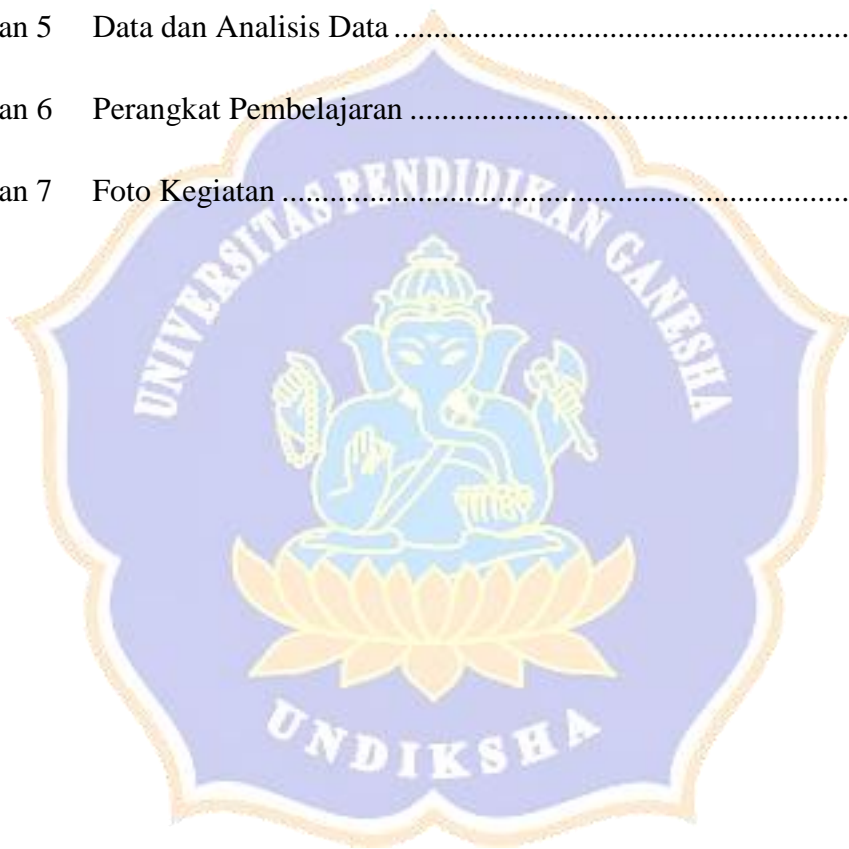 an 5 Data dan Analisis Data ......................................................
an 6 Perangkat Pembelajaran ....................................................
an 7 Foto Kegiatan .....................................................................
UNIVERSITAS PENDIDIKAN GANESHA
UNDIKSHA